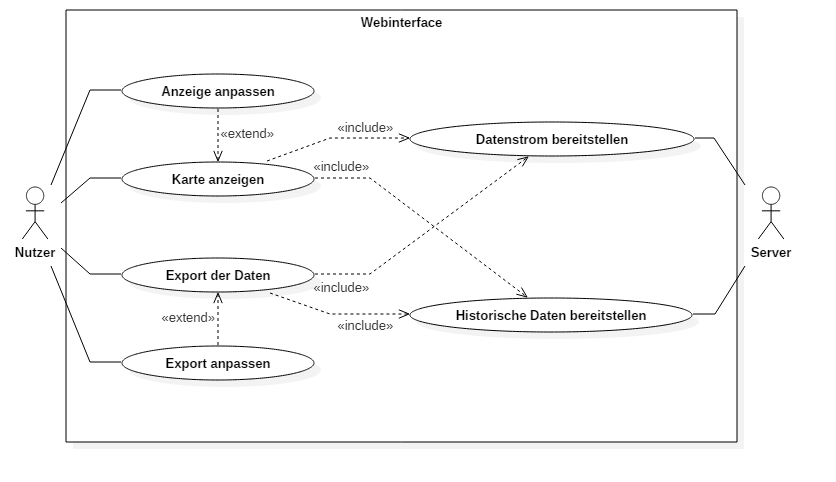 Webinterface
Anzeige anpassen
«extend»
«include»
Datenstrom bereitstellen
Karte anzeigen
«include»
Nutzer
Server
Export der Daten
«include»
«extend»
«include»
Historische Daten bereitstellen
Export anpassen